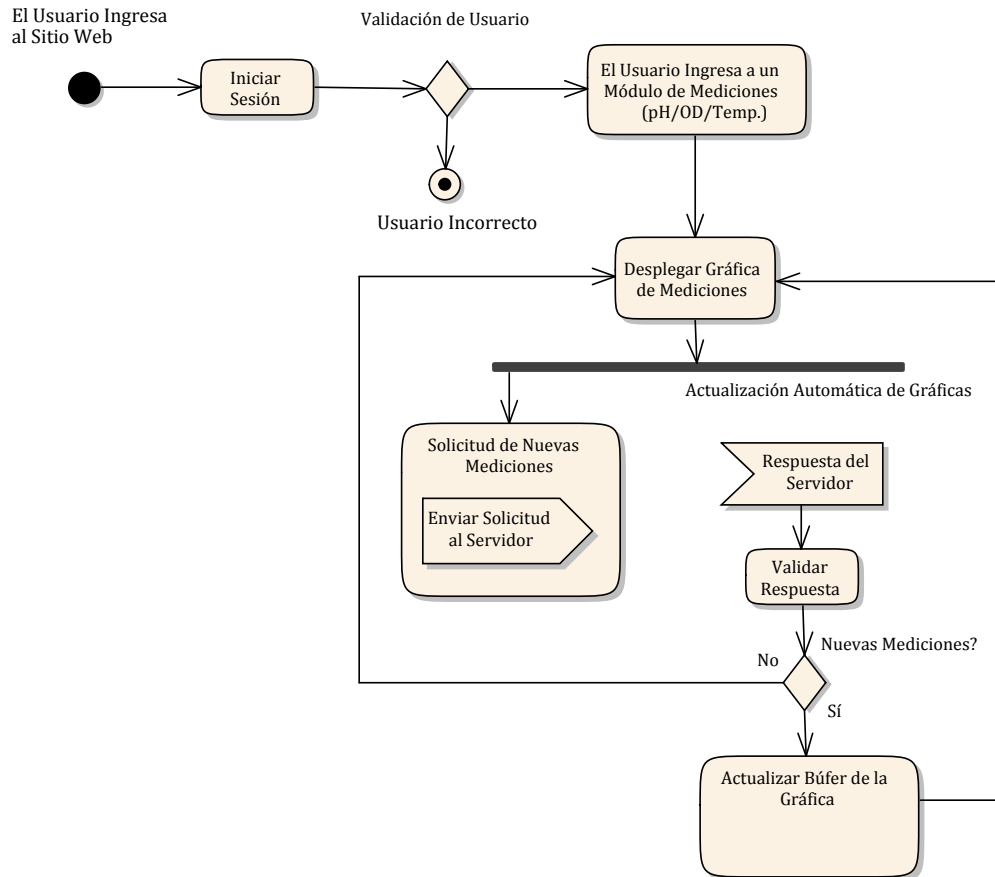 El Usuario Ingresa
al Sitio Web
Validación de Usuario
Iniciar
Sesión
El Usuario Ingresa a un
Módulo de Mediciones
(pH/OD/Temp.)
Usuario Incorrecto
Desplegar Gráfica
de Mediciones
Actualización Automática de Gráficas
Solicitud de Nuevas
Mediciones
Enviar Solicitud
al Servidor
Respuesta del
Servidor
Validar
Respuesta
Nuevas Mediciones?
No
Sí
Actualizar Búfer de la
Gráfica